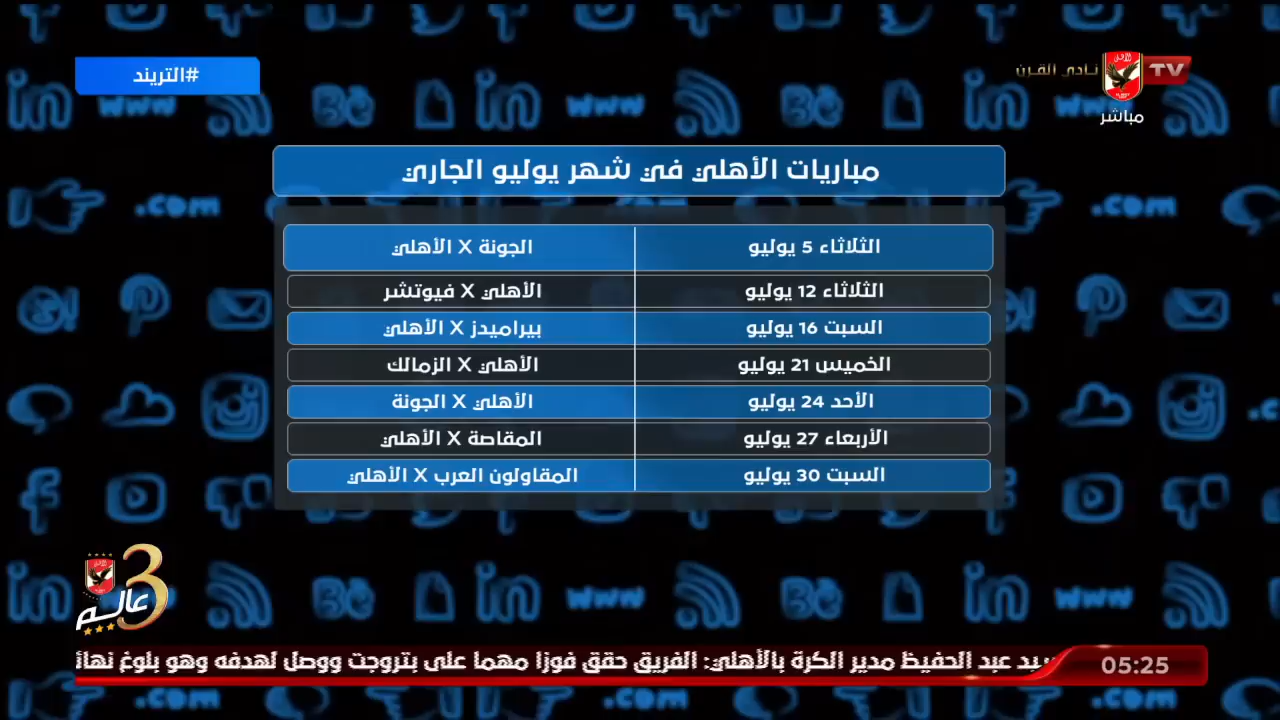 #التريند
نادي القرن
TV
مباشر
مباريات الأهلي في شهر يوليو الجاري
الثلاثاء 5 يوليو
الجونة X الأهلي
الثلاثاء 12 يوليو
الأهلي X فيوتشر
السبت 16 يوليو
بيراميدز X الأهلي
الخميس 21 يوليو
الأهلي X الزمالك
الأحد 24 يوليو
الأهلي X الجونة
الأربعاء 27 يوليو
المقاصة X الأهلي
السبت 30 يوليو
المقاولون العرب X الأهلي
3 عالم
05:25
عبد الحفيظ مدير الكرة بالأهلي: الفريق حقق فوزا مهما على بتروجت ووصل لهدفه وهو بلوغ